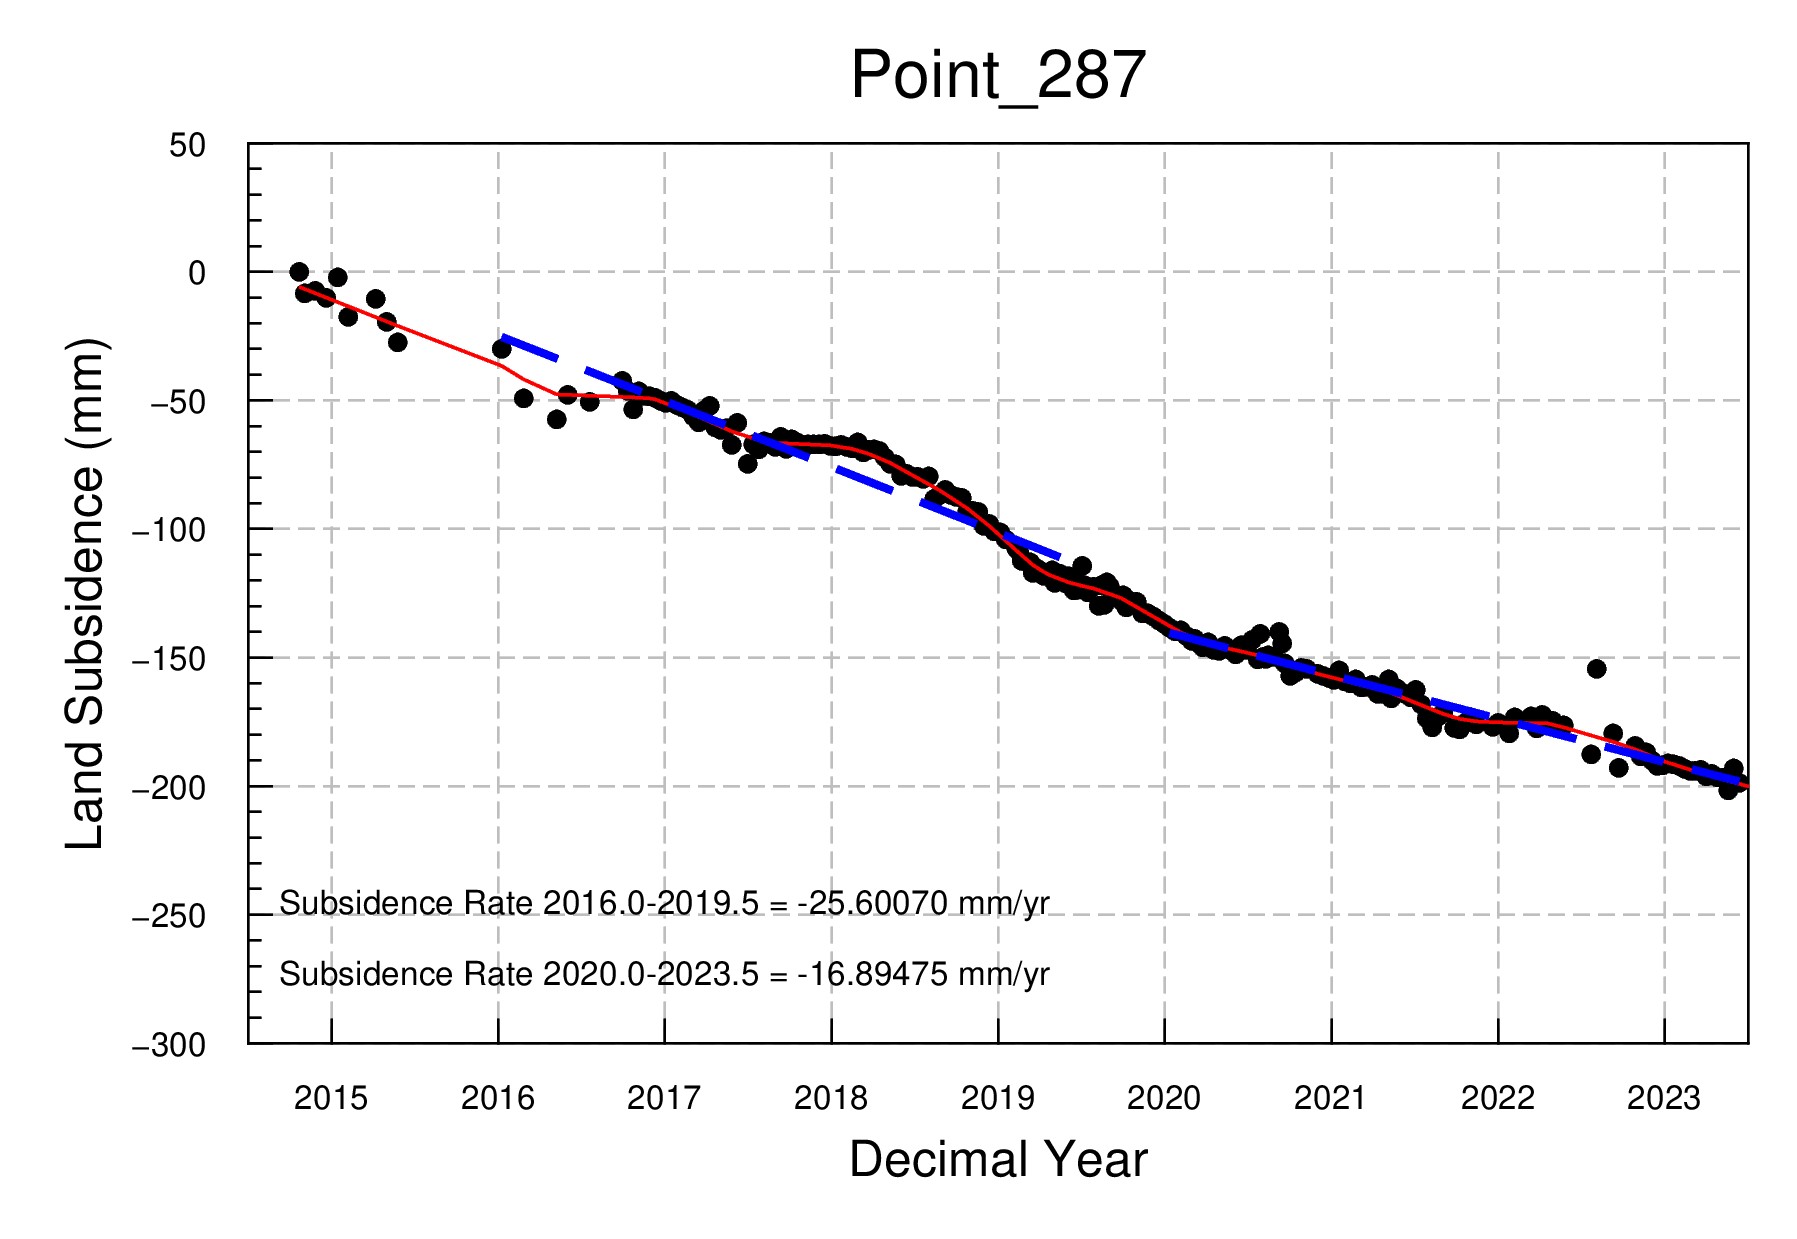 Point_287
50
0
−50
−100
−150
−200
−250
−300
Land Subsidence (mm)
Subsidence Rate 2016.0-2019.5 = -25.60070 mm/yr
Subsidence Rate 2020.0-2023.5 = -16.89475 mm/yr
2015 2016 2017 2018 2019 2020 2021 2022 2023
Decimal Year